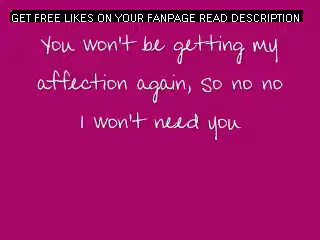 GET FREE LIKES ON YOUR FANPAGE READ DESCRIPTION
You won't be getting my
affection again, so no no
I won't need you